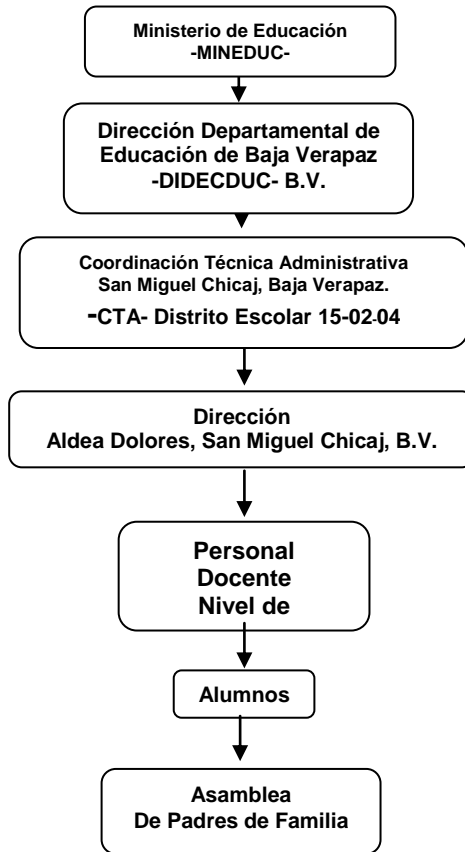 Ministerio de Educación
-MINEDUC-
Dirección Departamental de
Educación de Baja Verapaz
-DIDECDUC- B.V.
Coordinación Técnica Administrativa
San Miguel Chicaj, Baja Verapaz.
-CTA- Distrito Escolar 15-02-04
Dirección
Aldea Dolores, San Miguel Chicaj, B.V.
Personal
Docente
Nivel de
Alumnos
Asamblea
De Padres de Familia